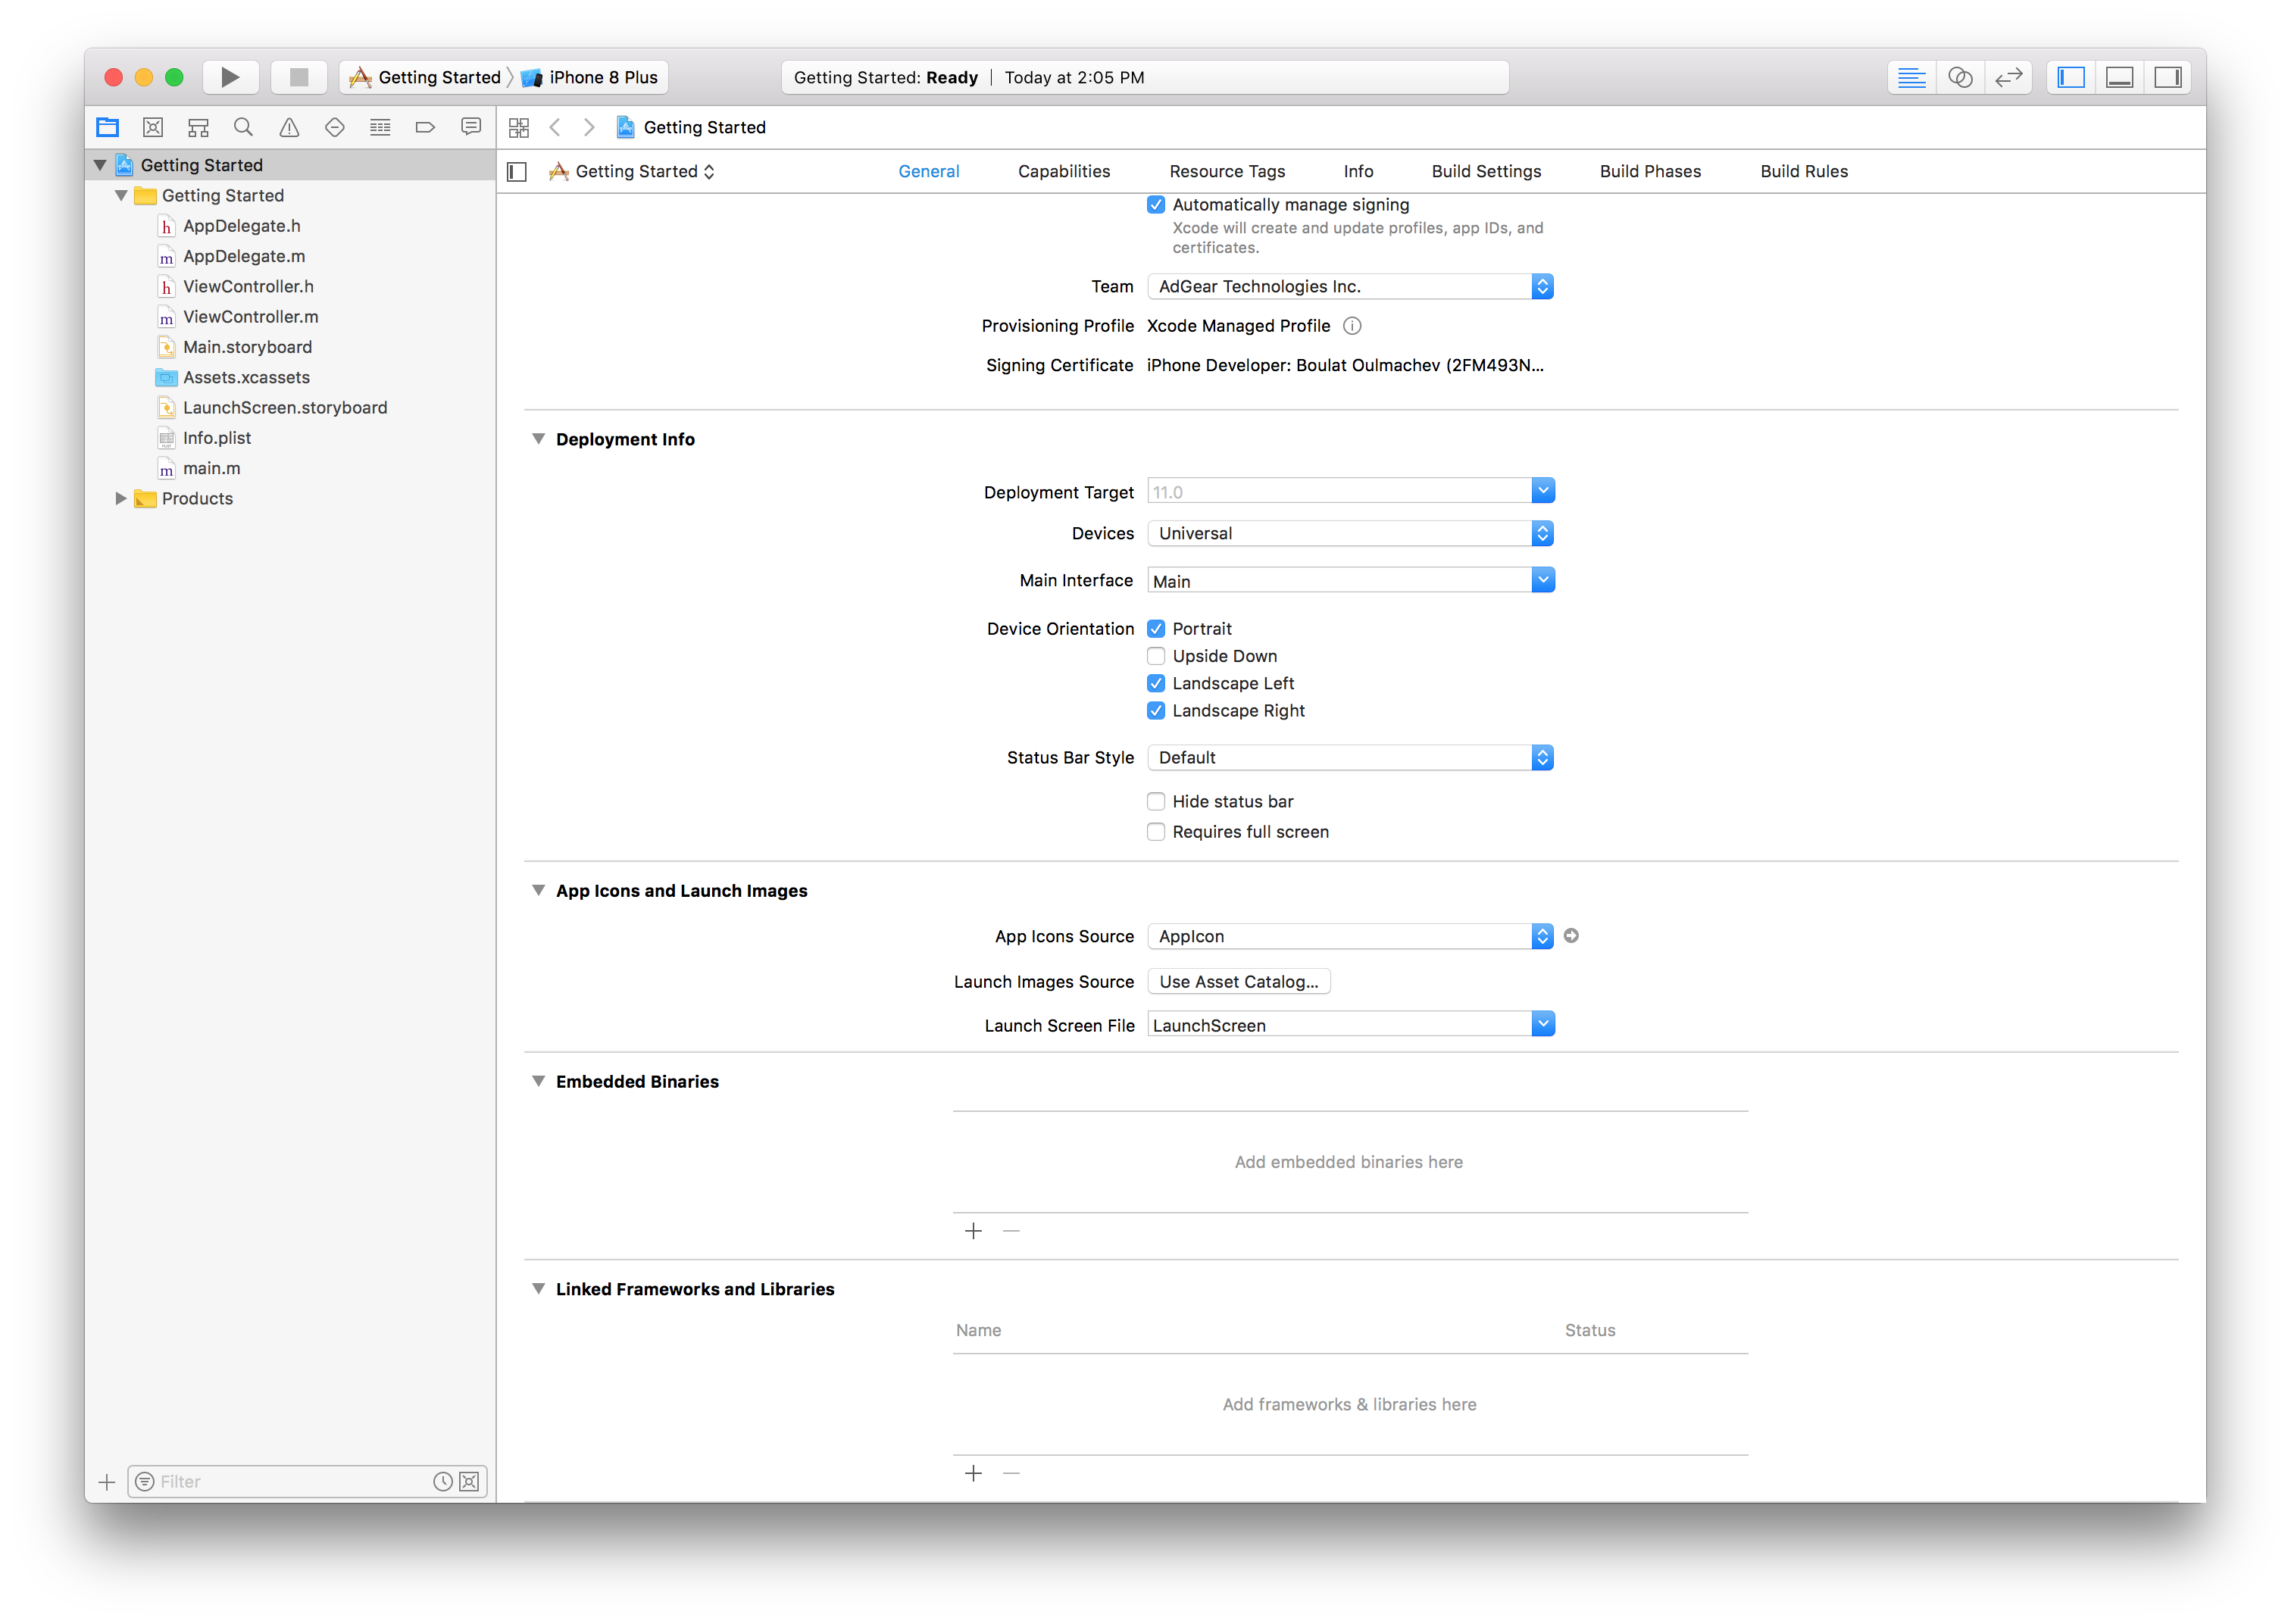 Getting Started 〉 iPhone 8 Plus
Getting Started: Ready | Today at 2:05 PM
Getting Started
Getting Started
AppDelegate.h
AppDelegate.m
ViewController.h
ViewController.m
Main.storyboard
Assets.xcassets
LaunchScreen.storyboard
Info.plist
main.m
Products
Filter
Getting Started
Getting Started
General Capabilities Resource Tags Info Build Settings Build Phases Build Rules
Automatically manage signing
Xcode will create and update profiles, app IDs, and
certificates.
Team AdGear Technologies Inc.
Provisioning Profile Xcode Managed Profile
Signing Certificate iPhone Developer: Boulat Oulmachev (2FM493N...
Deployment Info
Deployment Target 11.0
Devices Universal
Main Interface Main
Device Orientation Portrait
Upside Down
Landscape Left
Landscape Right
Status Bar Style Default
Hide status bar
Requires full screen
App Icons and Launch Images
App Icons Source AppIcon
Launch Images Source Use Asset Catalog...
Launch Screen File LaunchScreen
Embedded Binaries
Add embedded binaries here
Linked Frameworks and Libraries
Name Status
Add frameworks & libraries here